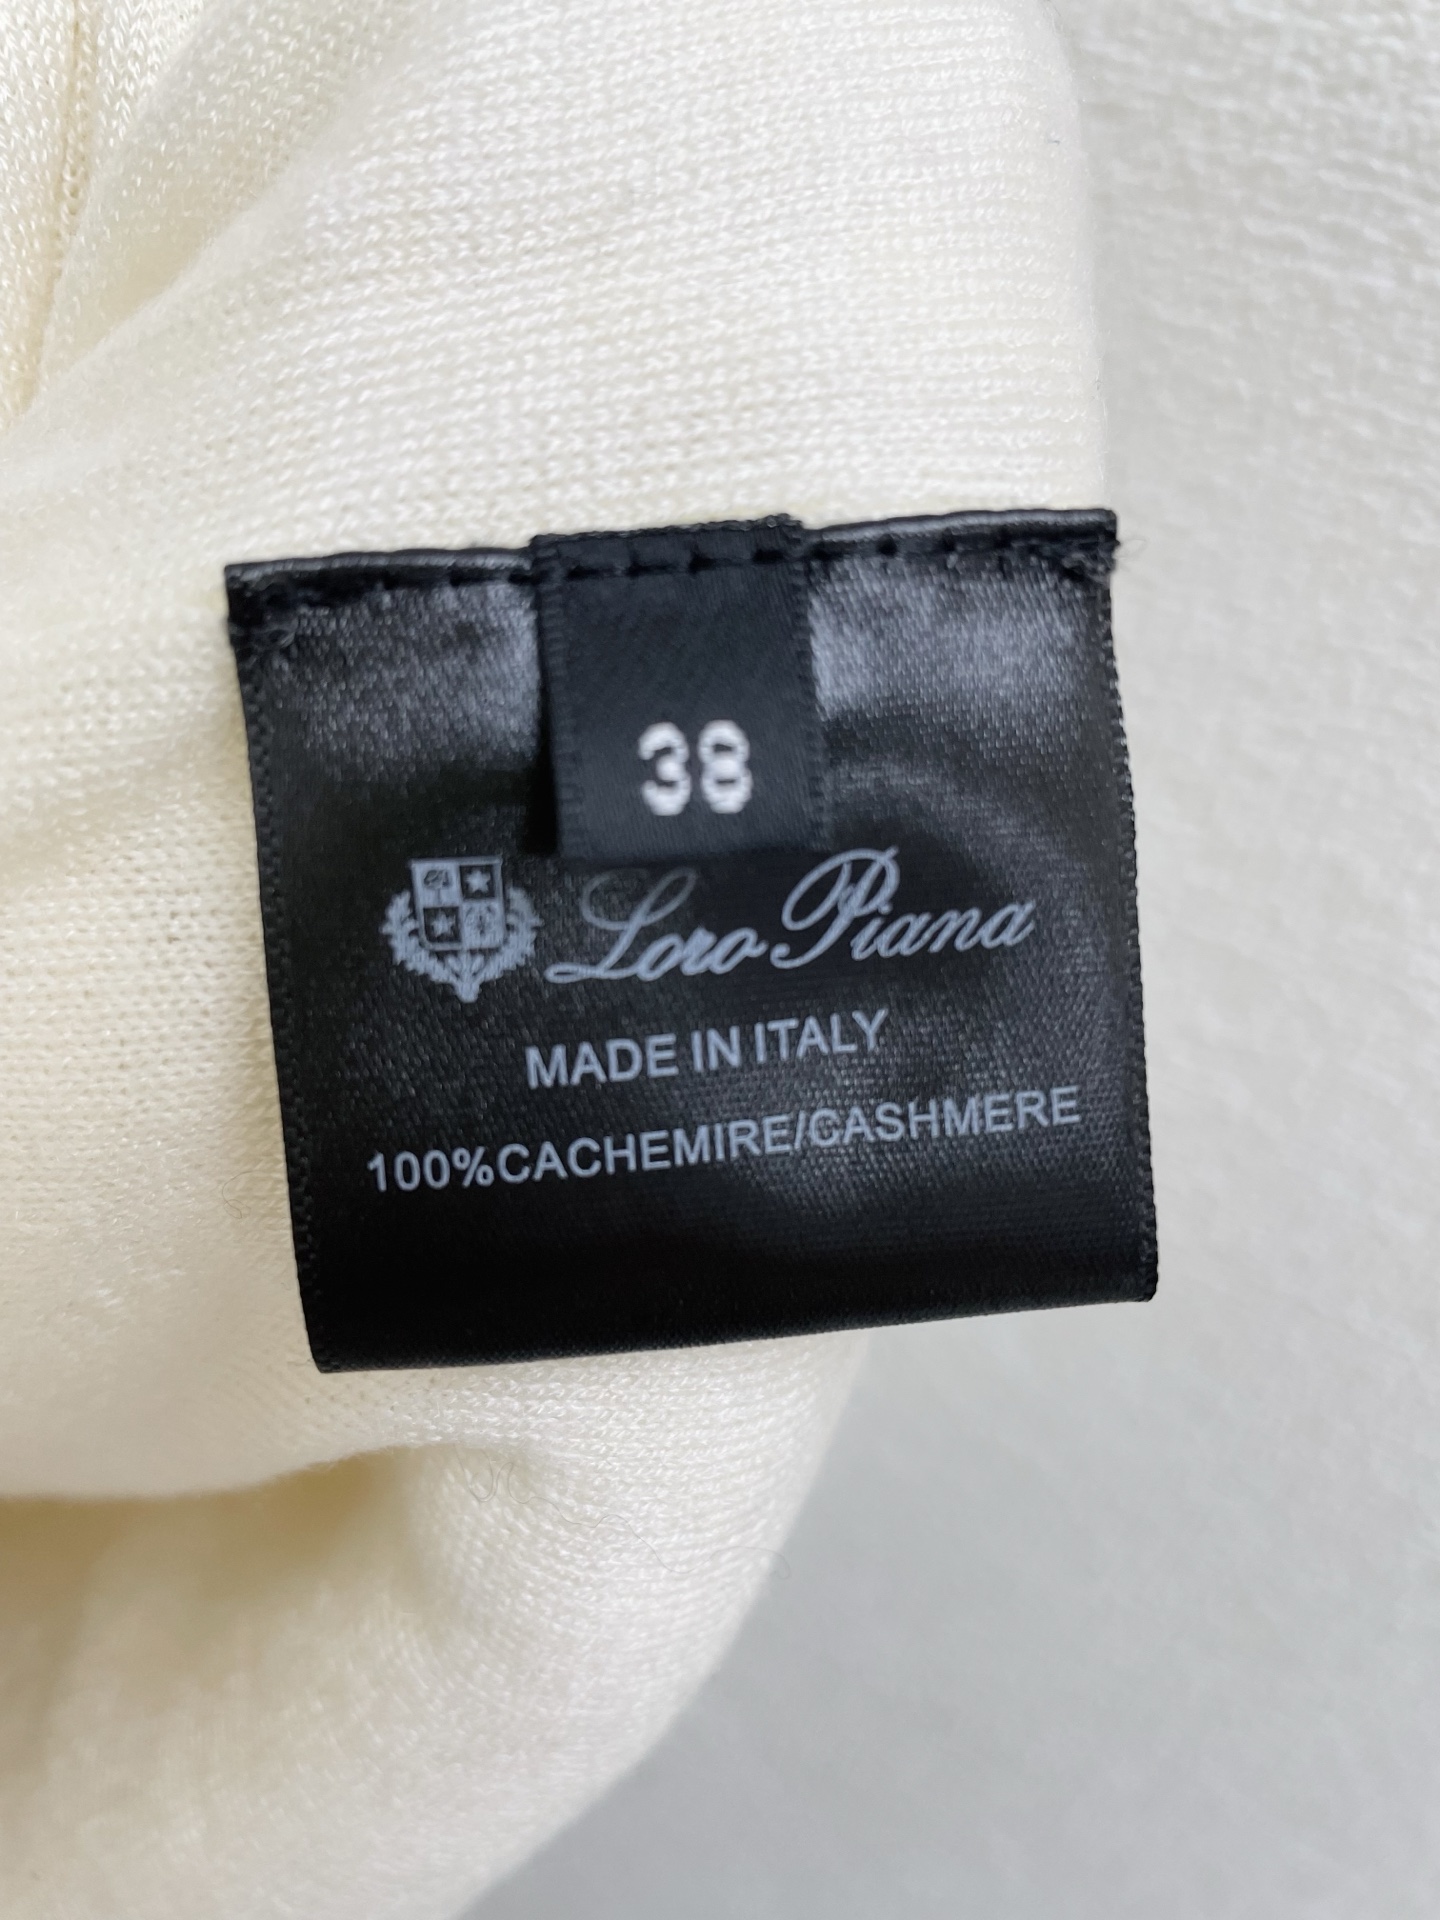 38
Loro Piana
MADE IN ITALY
100%CACHEMIRE/CASHMERE